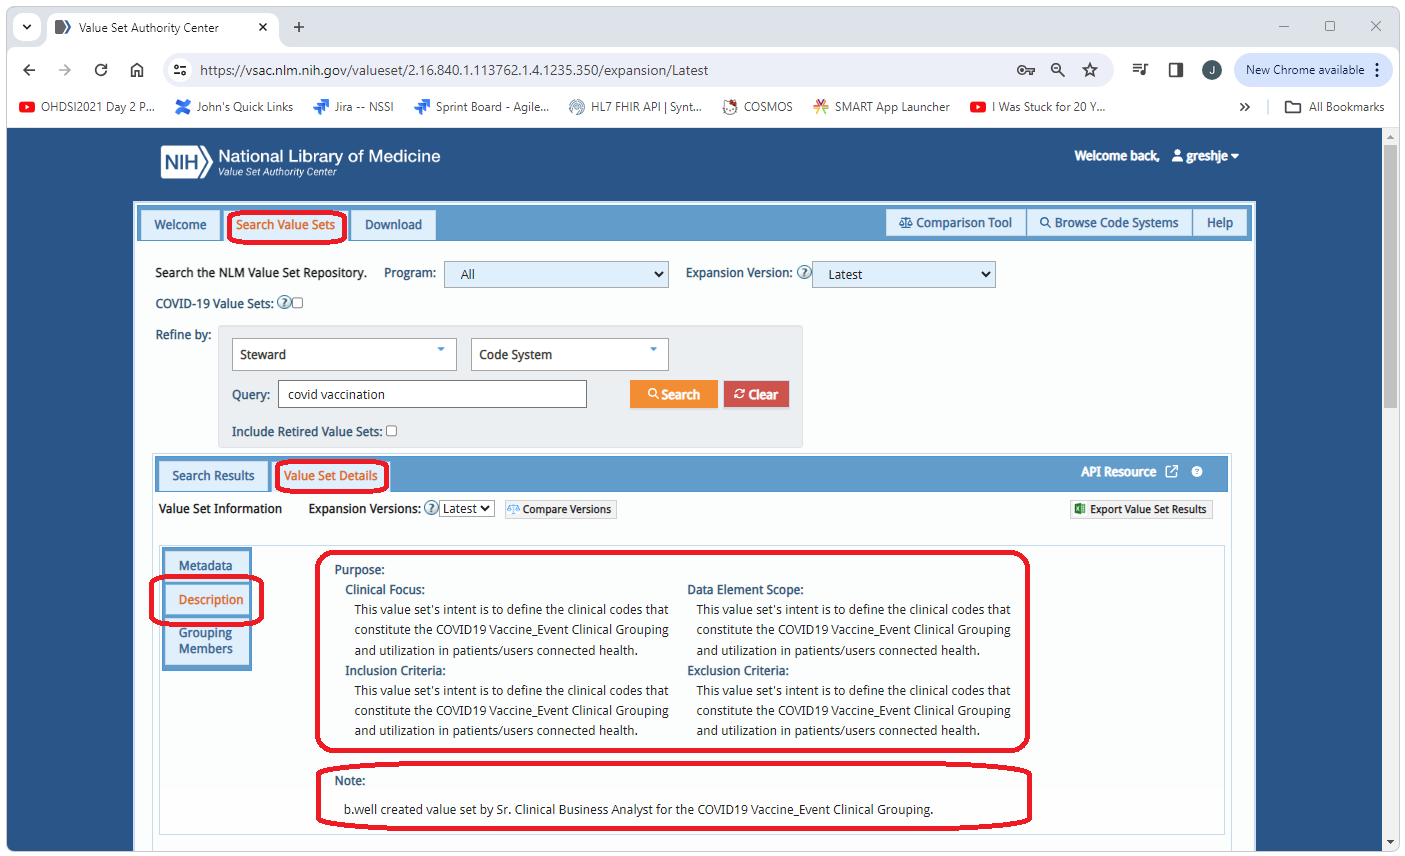 Value Set Authority Center
https://vsac.nlm.nih.gov/valueset/2.16.840.1.113762.1.4.1235.350/expansion/Latest
J
New Chrome available
OHDSI2021 Day 2 P...
John's Quick Links
Jira -- NSSI
Sprint Board - Agile...
HL7 FHIR API | Synt...
COSMOS
SMART App Launcher
I Was Stuck for 20 Y...
All Bookmarks
NIH National Library of Medicine
Value Set Authority Center
Welcome back, greshje
Welcome
Search Value Sets
Download
Comparison Tool
Browse Code Systems
Help
Search the NLM Value Set Repository. Program: All Expansion Version: ? Latest
COVID-19 Value Sets: ?
Refine by:
Steward
Code System
Query: covid vaccination
Search
Clear
Include Retired Value Sets:
Search Results
Value Set Details
API Resource ?
Value Set Information Expansion Versions: ? Latest Compare Versions
Export Value Set Results
Metadata
Description
Grouping
Members
Purpose:
Clinical Focus:
This value set's intent is to define the clinical codes that
constitute the COVID19 Vaccine_Event Clinical Grouping
and utilization in patients/users connected health.
Data Element Scope:
This value set's intent is to define the clinical codes that
constitute the COVID19 Vaccine_Event Clinical Grouping
and utilization in patients/users connected health.
Inclusion Criteria:
This value set's intent is to define the clinical codes that
constitute the COVID19 Vaccine_Event Clinical Grouping
and utilization in patients/users connected health.
Exclusion Criteria:
This value set's intent is to define the clinical codes that
constitute the COVID19 Vaccine_Event Clinical Grouping
and utilization in patients/users connected health.
Note:
b.well created value set by Sr. Clinical Business Analyst for the COVID19 Vaccine_Event Clinical Grouping.